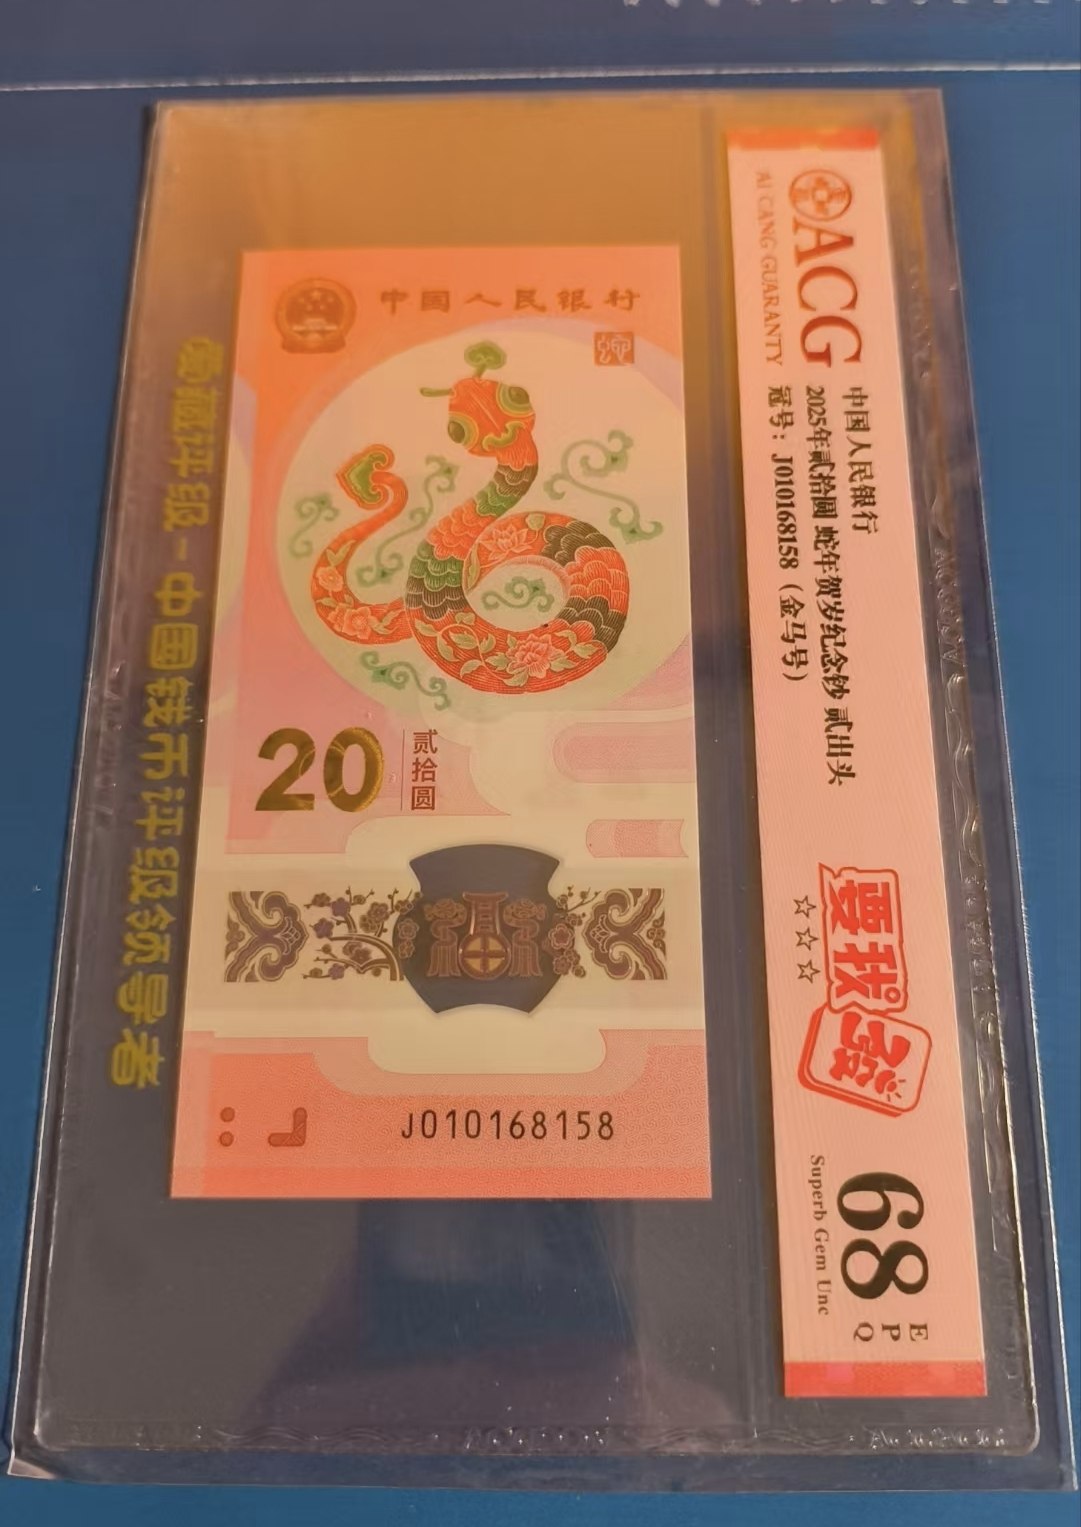 中国人民银行
20
贰
拾
圆
J010168158
ACG
AI CANG GUARANTY
中国人民银行
2025年贰拾圆 蛇年贺岁纪念钞 贰出头
冠号：J010168158（金马号）
要我
發
☆☆☆
68
E
P
Q
Superb Gem Unc
爱藏评级－中国钱币评级领导者